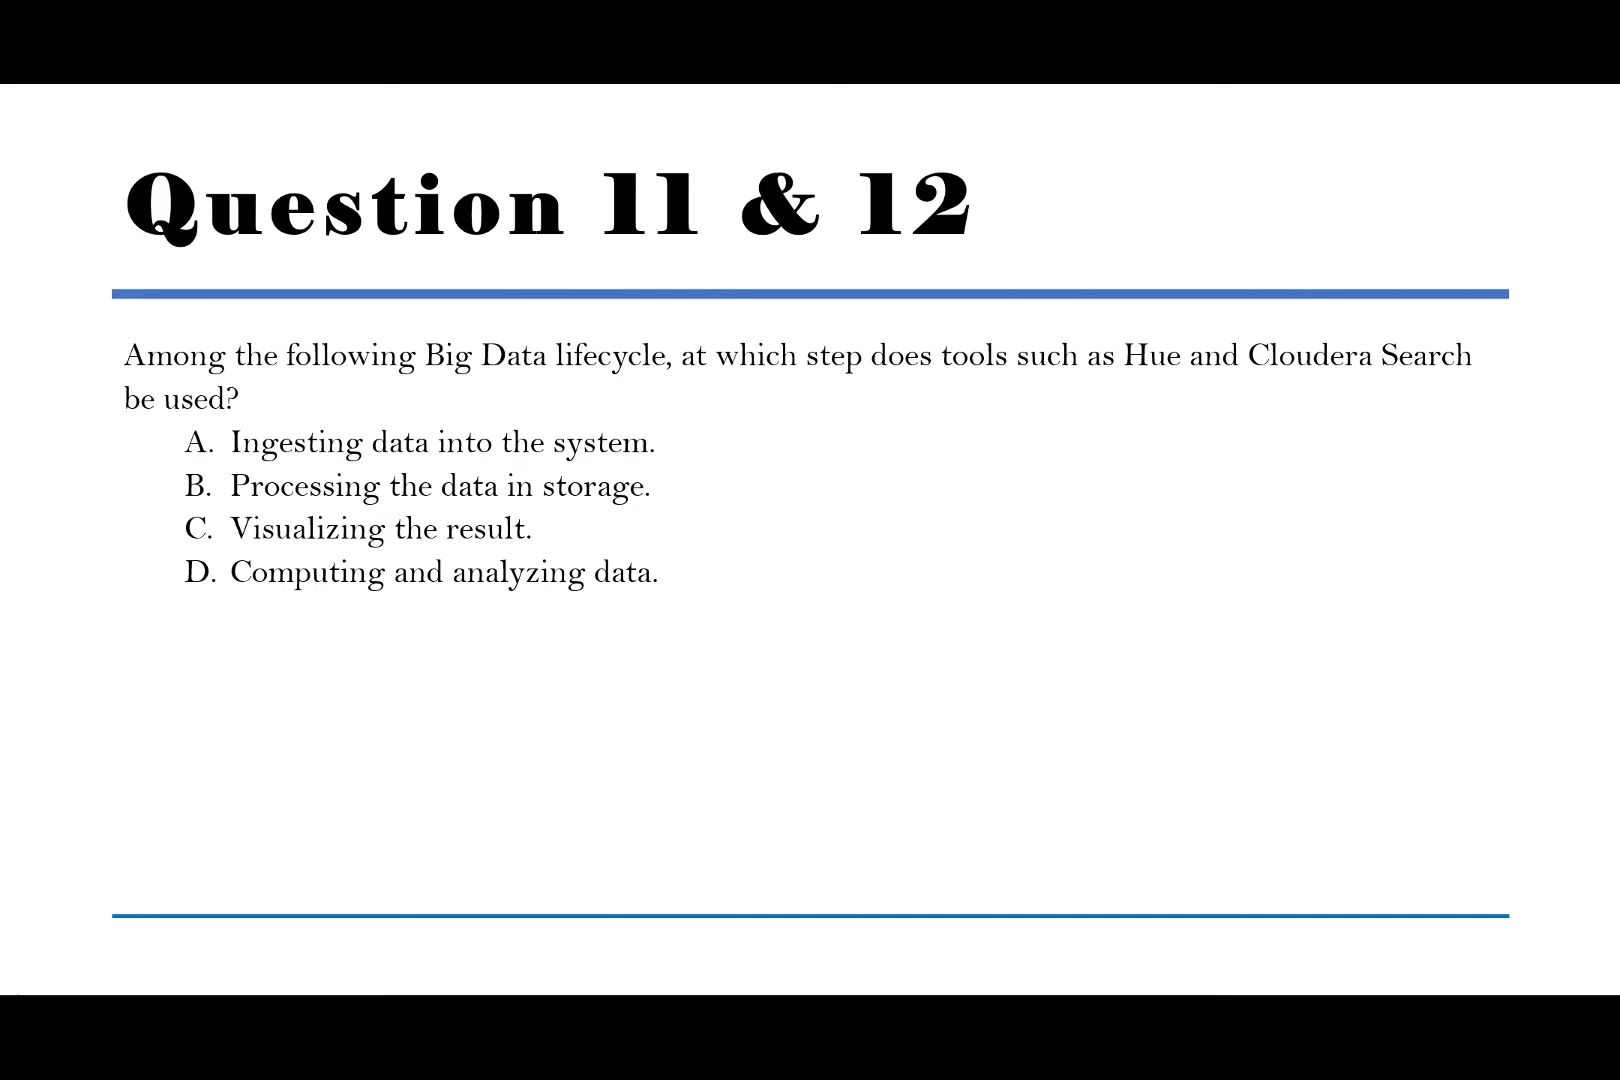 Question 11 & 12
Among the following Big Data lifecycle, at which step does tools such as Hue and Cloudera Search
be used?
A. Ingesting data into the system.
B. Processing the data in storage.
C. Visualizing the result.
D. Computing and analyzing data.